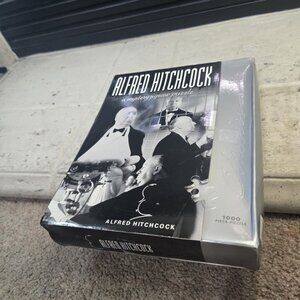 ALFRED HITCHCOCK
a mystery jigsaw puzzle
ALFRED HITCHCOCK
1000
PIECE PUZZLE
ALFRED HITCHCOCK